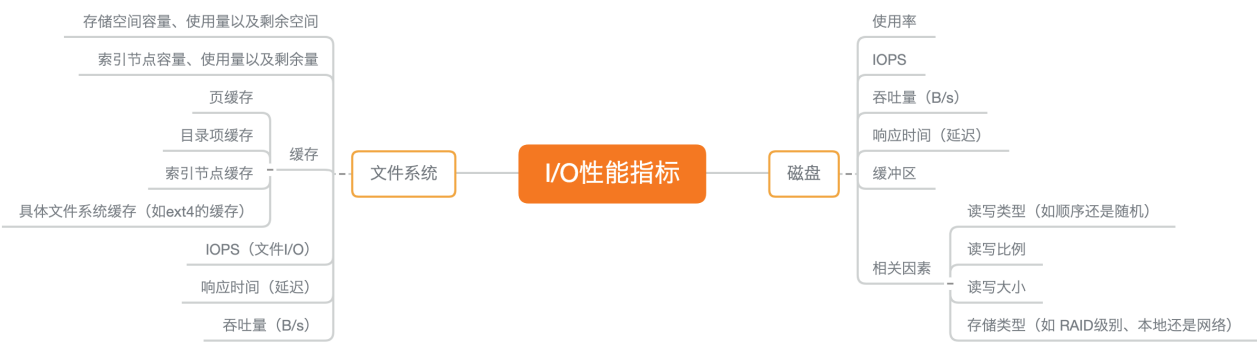 存储空间容量、使用量以及剩余空间
索引节点容量、使用量以及剩余量
页缓存
目录项缓存
索引节点缓存
具体文件系统缓存（如ext4的缓存）
缓存
IOPS（文件I/O）
响应时间（延迟）
吞吐量（B/s）
文件系统
I/O性能指标
磁盘
使用率
IOPS
吞吐量（B/s）
响应时间（延迟）
缓冲区
相关因素
读写类型（如顺序还是随机）
读写比例
读写大小
存储类型（如 RAID级别、本地还是网络）